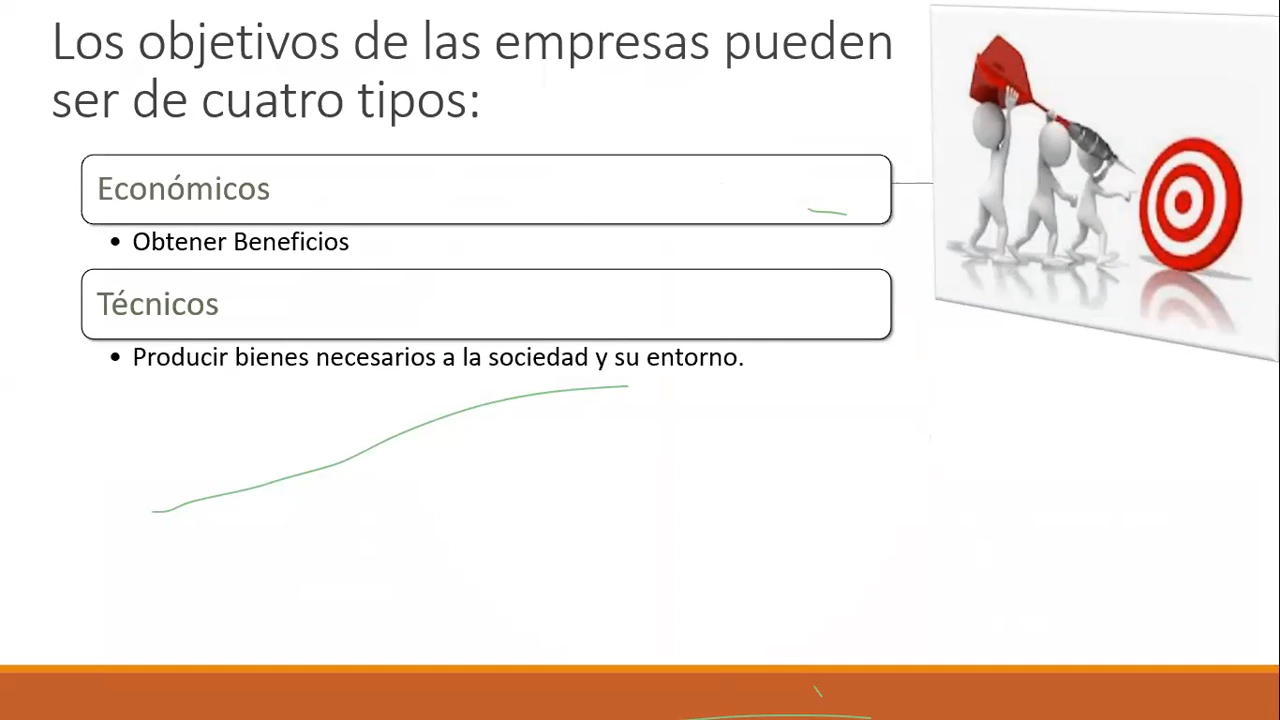 Los objetivos de las empresas pueden
ser de cuatro tipos:
Económicos
• Obtener Beneficios
Técnicos
• Producir bienes necesarios a la sociedad y su entorno.